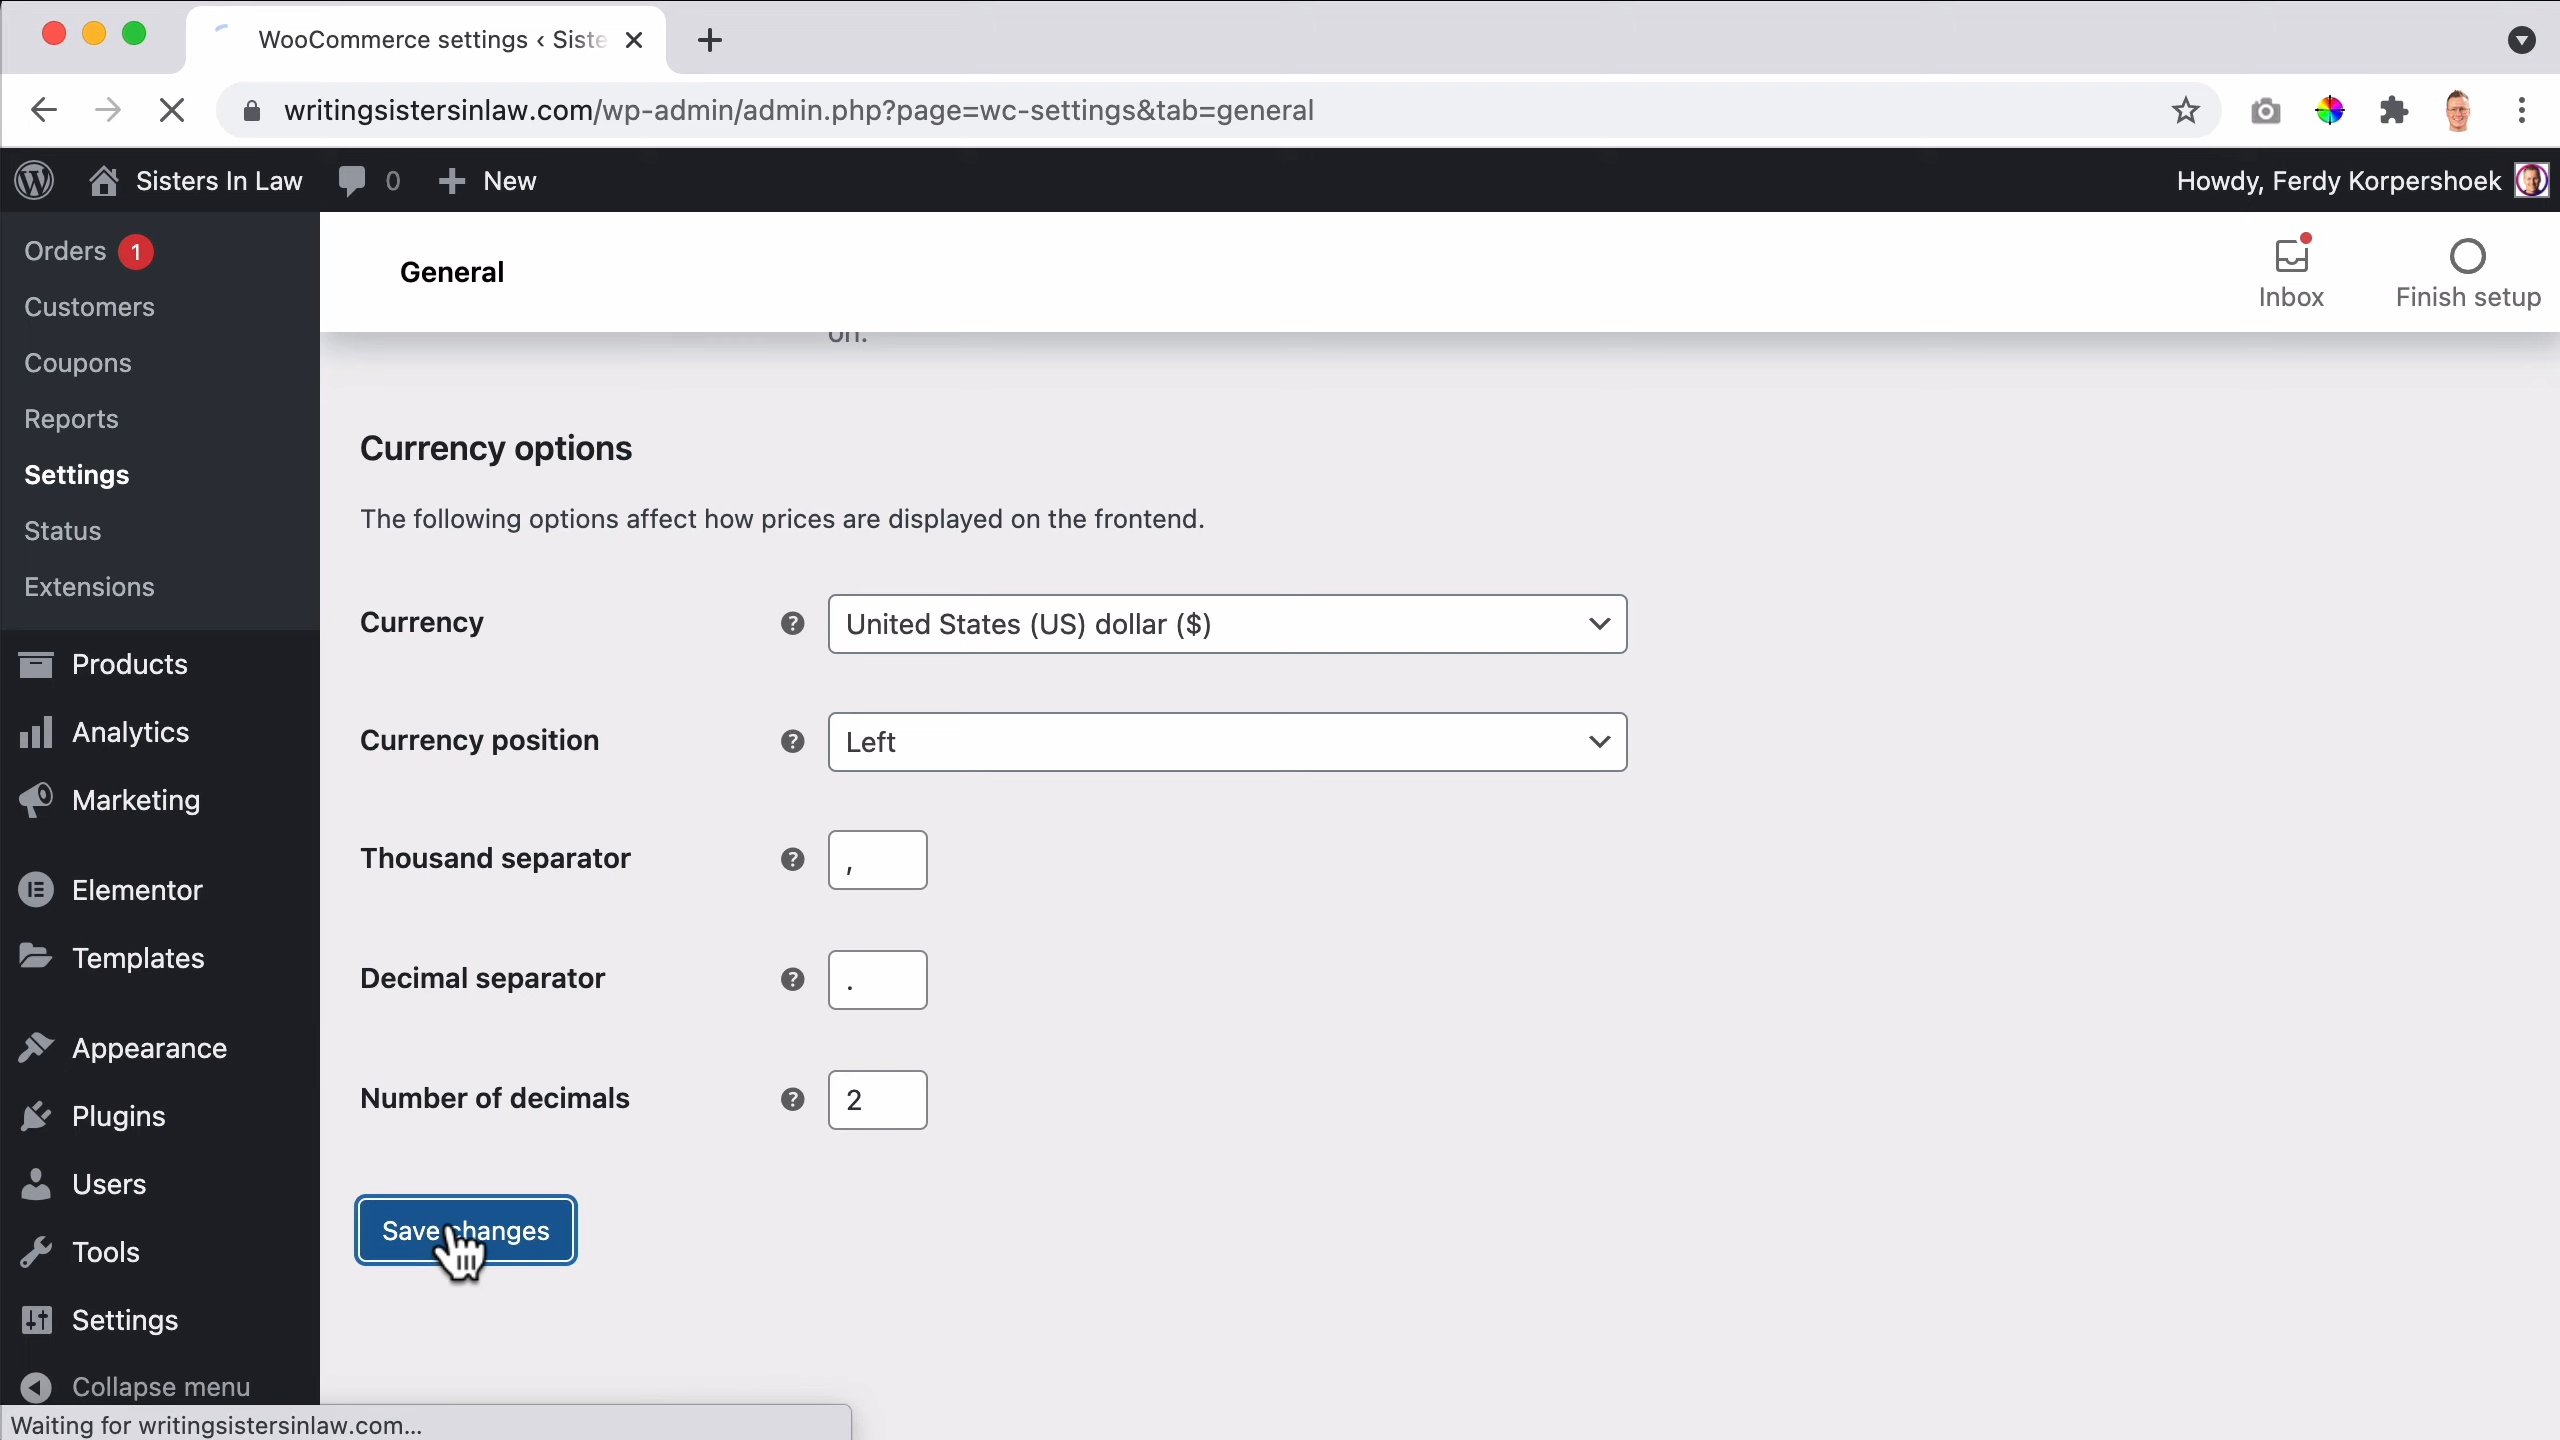 WooCommerce settings ‹ Siste
writingsistersinlaw.com/wp-admin/admin.php?page=wc-settings&tab=general
Sisters In Law 0 New
Howdy, Ferdy Korpershoek
Orders 1
Customers
Coupons
Reports
Settings
Status
Extensions
Products
Analytics
Marketing
Elementor
Templates
Appearance
Plugins
Users
Tools
Settings
Collapse menu
General
Inbox
Finish setup
on.
Currency options
The following options affect how prices are displayed on the frontend.
Currency ? United States (US) dollar ($)
Currency position ? Left
Thousand separator ? ,
Decimal separator ? .
Number of decimals ? 2
Save changes
Waiting for writingsistersinlaw.com...